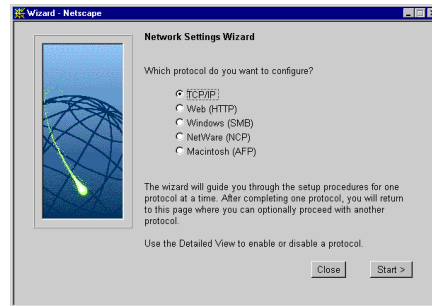 Wizard - Netscape
Network Settings Wizard
Which protocol do you want to configure?
TCP/IP
Web (HTTP)
Windows (SMB)
NetWare (NCP)
Macintosh (AFP)
The wizard will guide you through the setup procedures for one
protocol at a time. After completing one protocol, you will return
to this page where you can optionally proceed with another
protocol.
Use the Detailed View to enable or disable a protocol.
Close
Start >